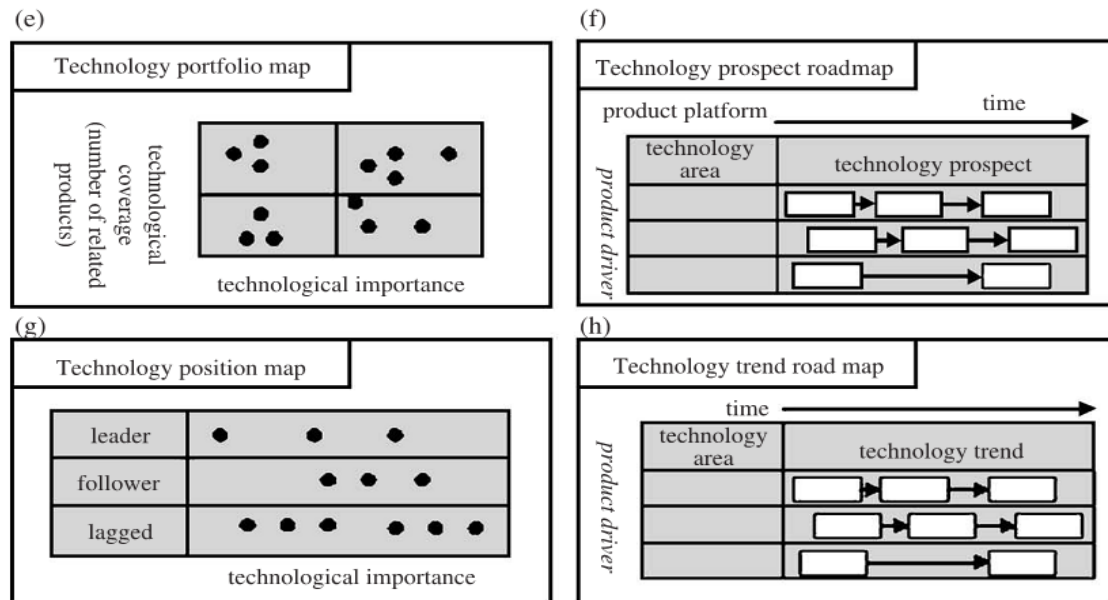 (e)
Technology portfolio map
technological
coverage
(number of related
products)
technological importance
(f)
Technology prospect roadmap
product platform
time
technology
area
technology prospect
product driver
(g)
Technology position map
leader
follower
lagged
technological importance
(h)
Technology trend road map
time
technology
area
technology trend
product driver